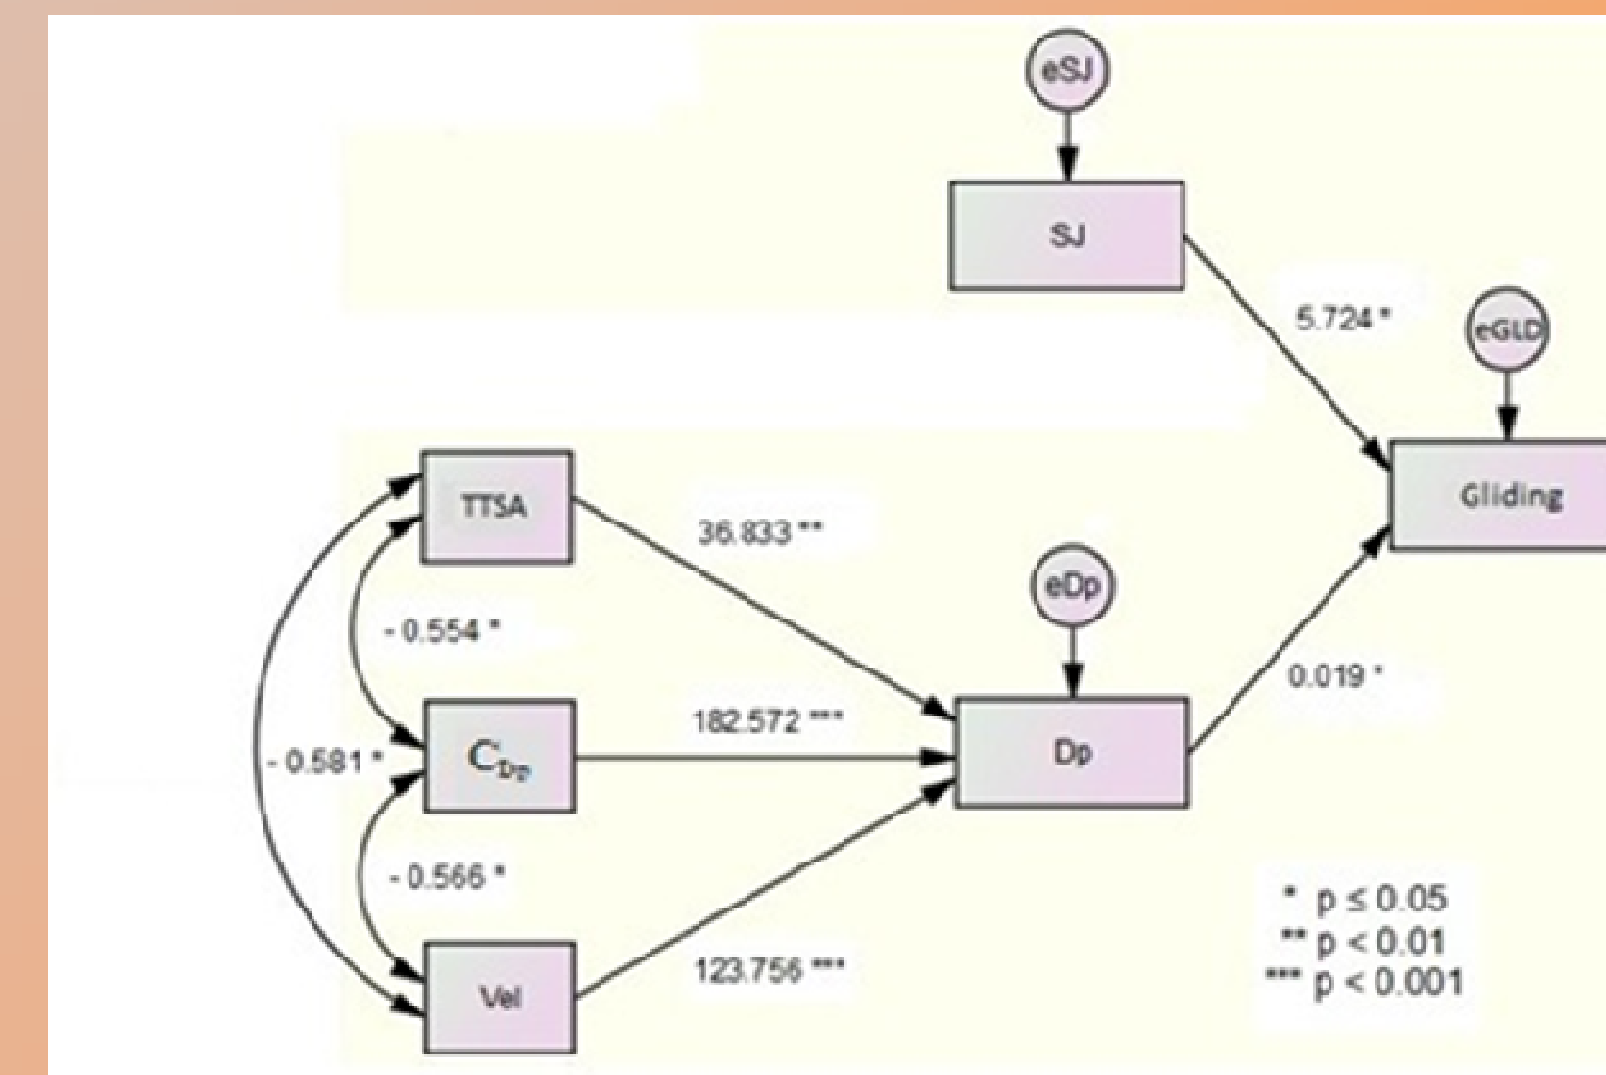 eSJ
SJ
5.724 *
eGLD
Gliding
TTSA
36.833 **
eDp
- 0.554 *
0.019 *
182.572 ***
Dp
C_Dp
- 0.581 *
- 0.566 *
* p ≤ 0.05
** p < 0.01
*** p < 0.001
123.756 ***
Vel